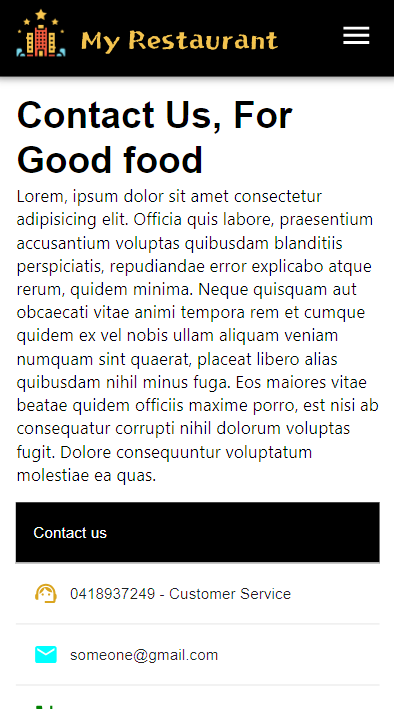 My Restaurant
Contact Us, For
Good food
Lorem, ipsum dolor sit amet consectetur
adipisicing elit. Officia quis labore, praesentium
accusantium voluptas quibusdam blanditiis
perspiciatis, repudiandae error explicabo atque
rerum, quidem minima. Neque quisquam aut
obcaecati vitae animi tempora rem et cumque
quidem ex vel nobis ullam aliquam veniam
numquam sint quaerat, placeat libero alias
quibusdam nihil minus fuga. Eos maiores vitae
beatae quidem officiis maxime porro, est nisi ab
consequatur corrupti nihil dolorum voluptas
fugit. Dolore consequuntur voluptatum
molestiae ea quas.
Contact us
0418937249 - Customer Service
someone@gmail.com